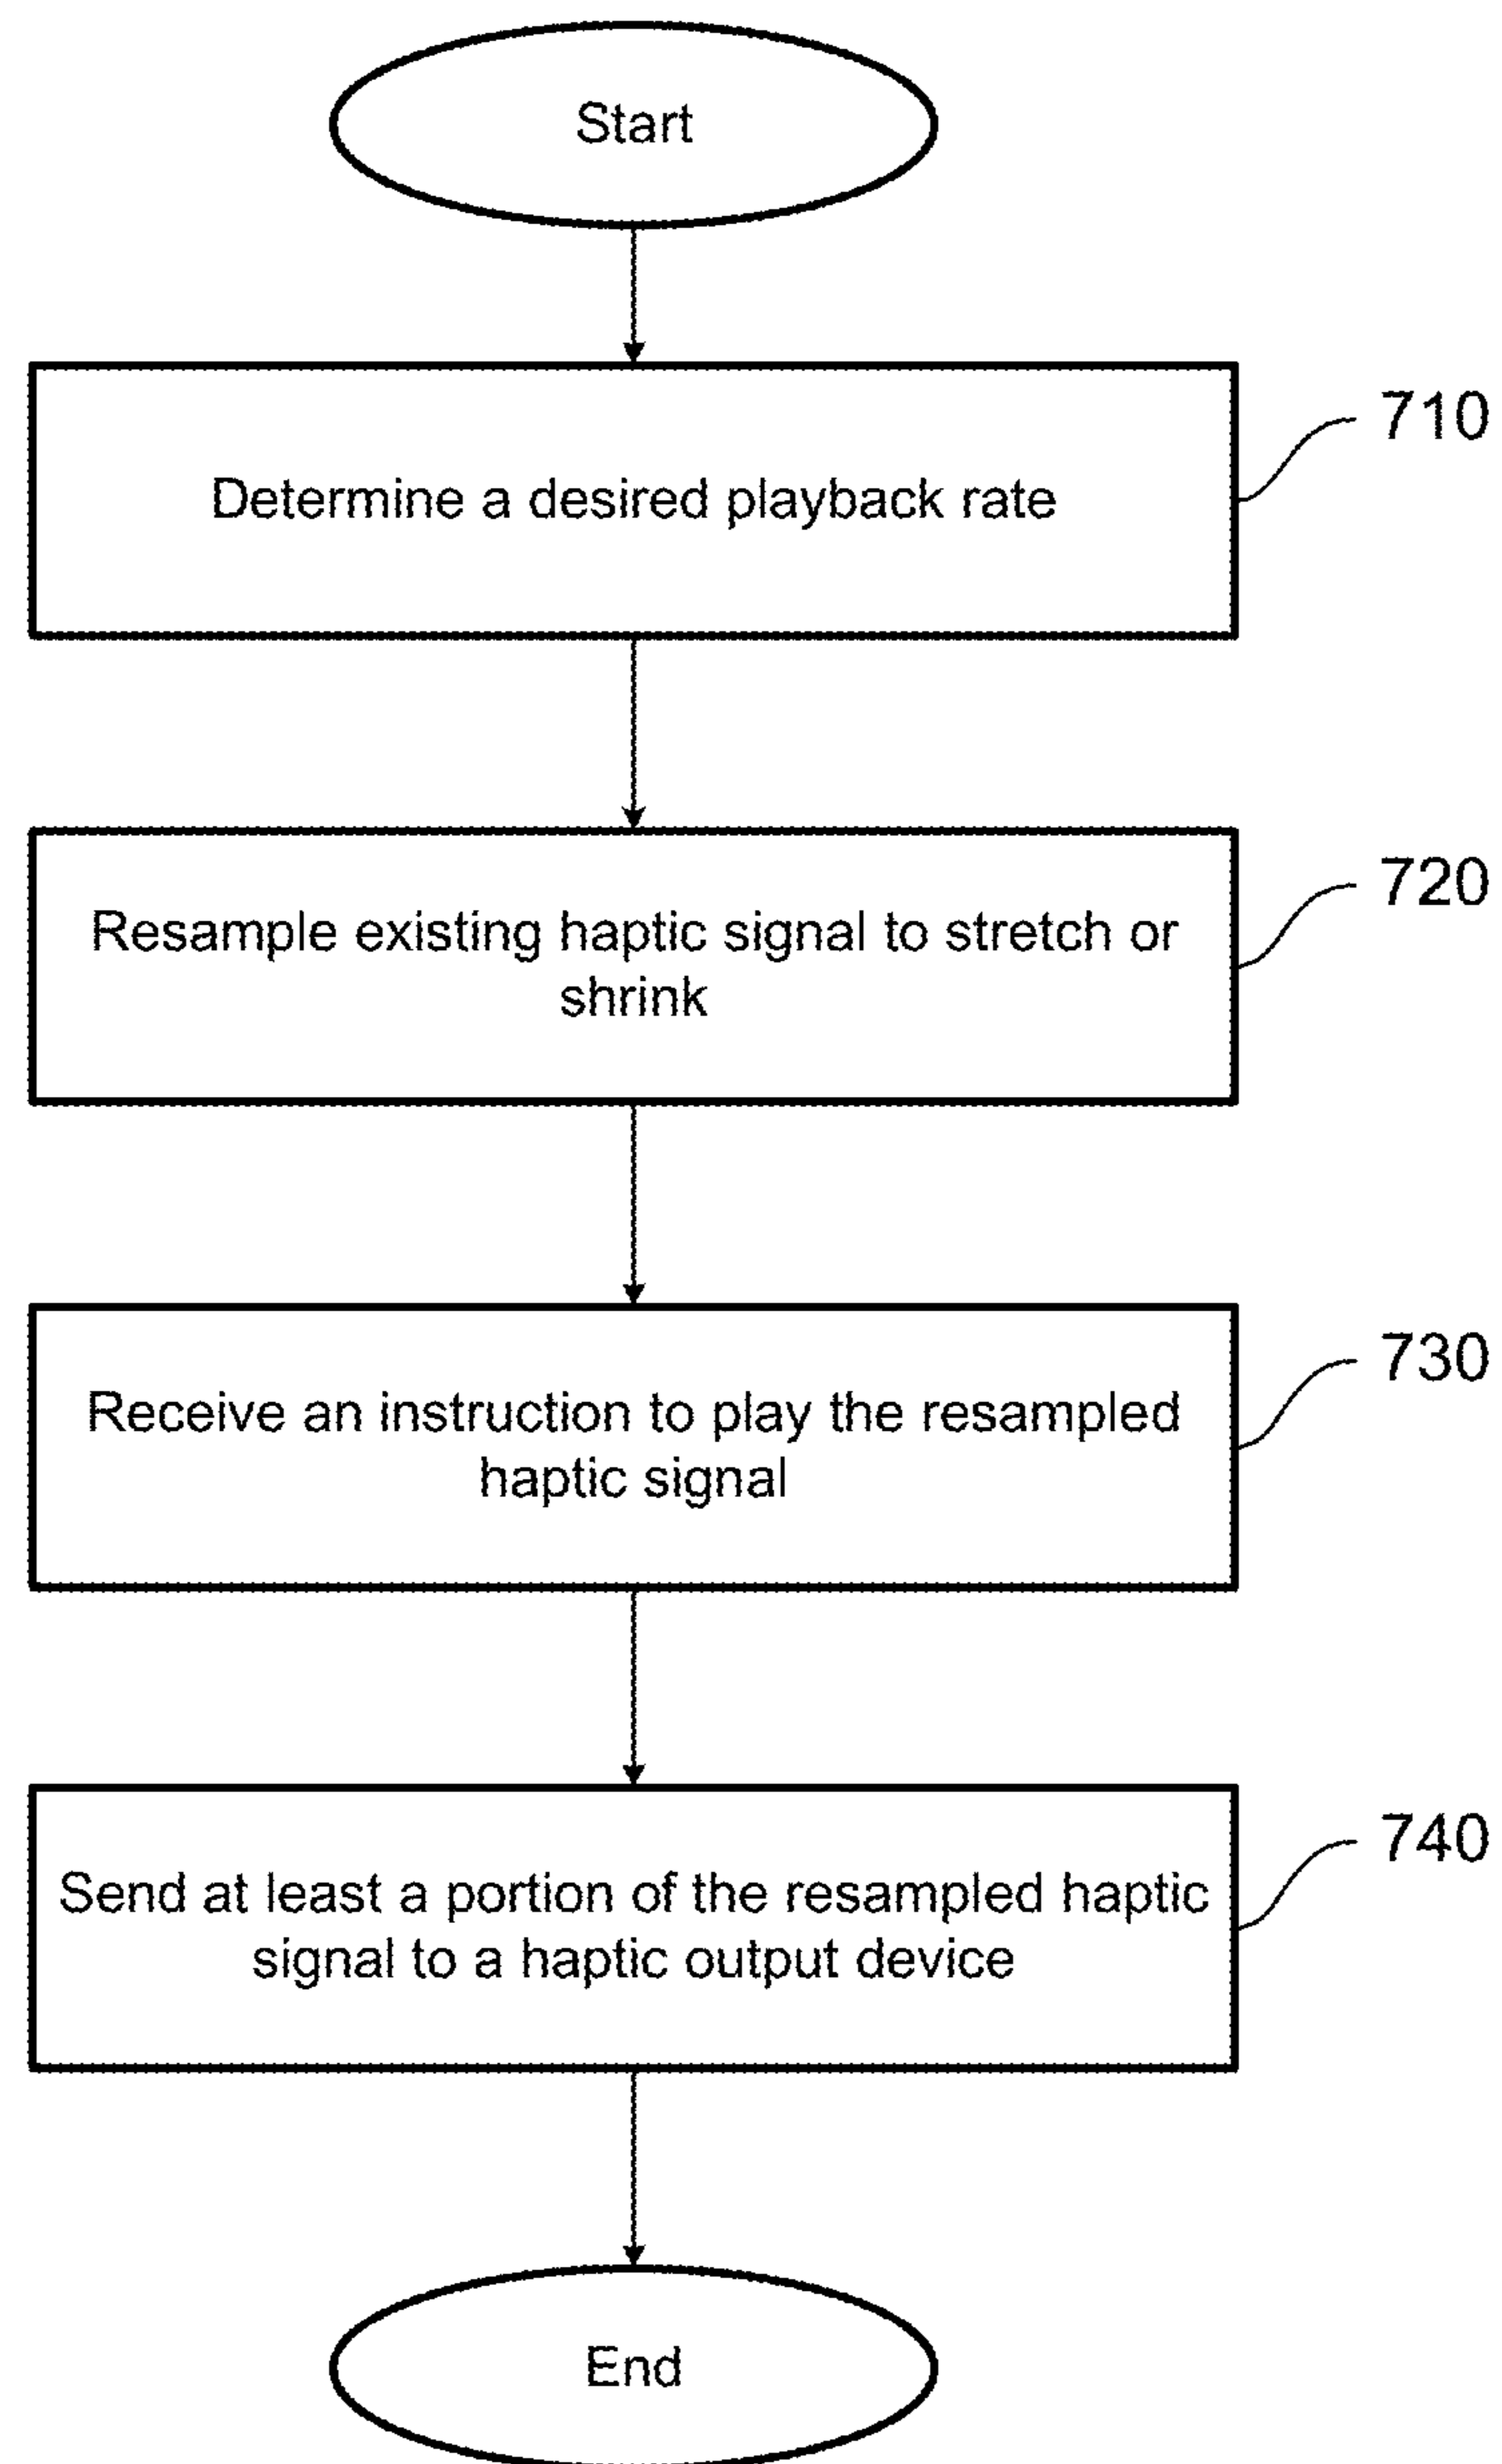 Start
Determine a desired playback rate
710
Resample existing haptic signal to stretch or
shrink
720
Receive an instruction to play the resampled
haptic signal
730
Send at least a portion of the resampled haptic
signal to a haptic output device
740
End